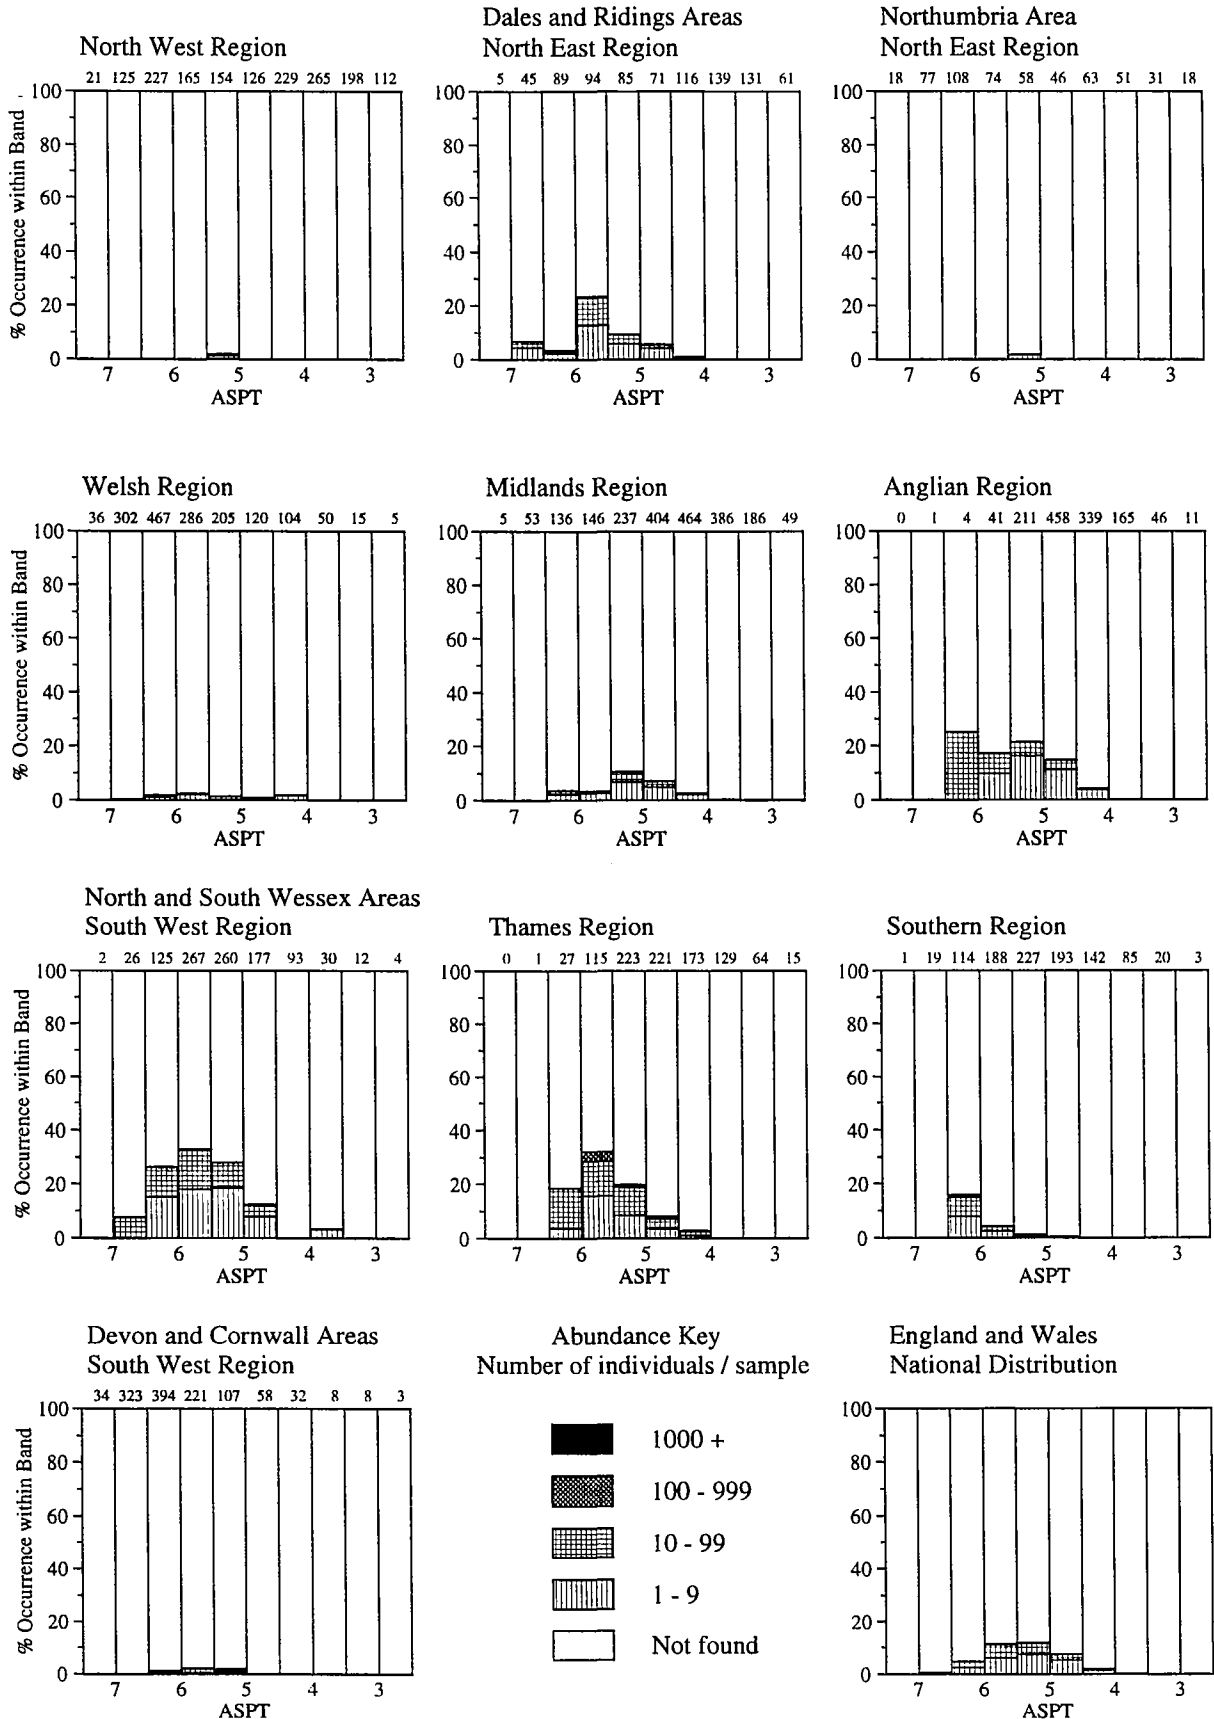 North West Region
21 125 227 165 154 126 229 265 198 112
% Occurrence within Band
100
80
60
40
20
0
7 6 5 4 3
ASPT
Dales and Ridings Areas
North East Region
5 45 89 94 85 71 116 139 131 61
100
80
60
40
20
0
7 6 5 4 3
ASPT
Northumbria Area
North East Region
18 77 108 74 58 46 63 51 31 18
100
80
60
40
20
0
7 6 5 4 3
ASPT
Welsh Region
36 302 467 286 205 120 104 50 15 5
% Occurrence within Band
100
80
60
40
20
0
7 6 5 4 3
ASPT
Midlands Region
5 53 136 146 237 404 464 386 186 49
100
80
60
40
20
0
7 6 5 4 3
ASPT
Anglian Region
0 1 4 41 211 458 339 165 46 11
100
80
60
40
20
0
7 6 5 4 3
ASPT
North and South Wessex Areas
South West Region
2 26 125 267 260 177 93 30 12 4
% Occurrence within Band
100
80
60
40
20
0
7 6 5 4 3
ASPT
Thames Region
0 1 27 115 223 221 173 129 64 15
100
80
60
40
20
0
7 6 5 4 3
ASPT
Southern Region
1 19 114 188 227 193 142 85 20 3
100
80
60
40
20
0
7 6 5 4 3
ASPT
Devon and Cornwall Areas
South West Region
34 323 394 221 107 58 32 8 8 3
% Occurrence within Band
100
80
60
40
20
0
7 6 5 4 3
ASPT
Abundance Key
Number of individuals / sample
1000 +
100 - 999
10 - 99
1 - 9
Not found
England and Wales
National Distribution
100
80
60
40
20
0
7 6 5 4 3
ASPT